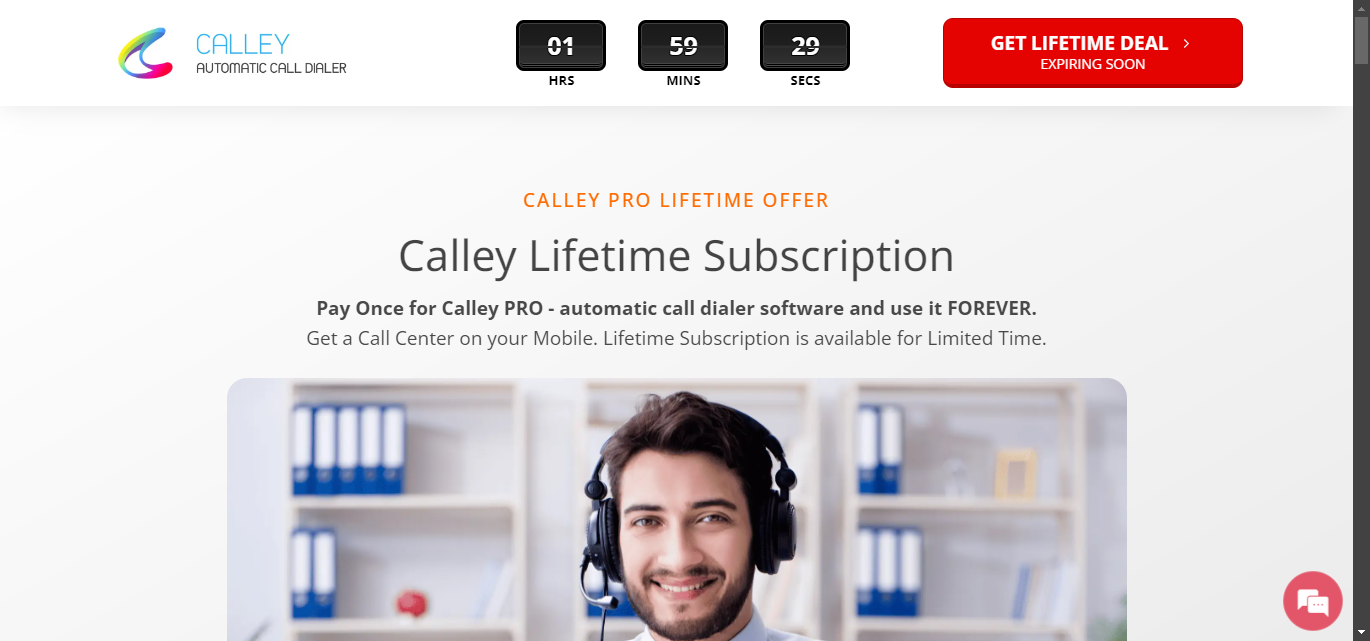 CALLEY
AUTOMATIC CALL DIALER
01
HRS
59
MINS
29
SECS
GET LIFETIME DEAL
EXPIRING SOON
CALLEY PRO LIFETIME OFFER
Calley Lifetime Subscription
Pay Once for Calley PRO - automatic call dialer software and use it FOREVER.
Get a Call Center on your Mobile. Lifetime Subscription is available for Limited Time.